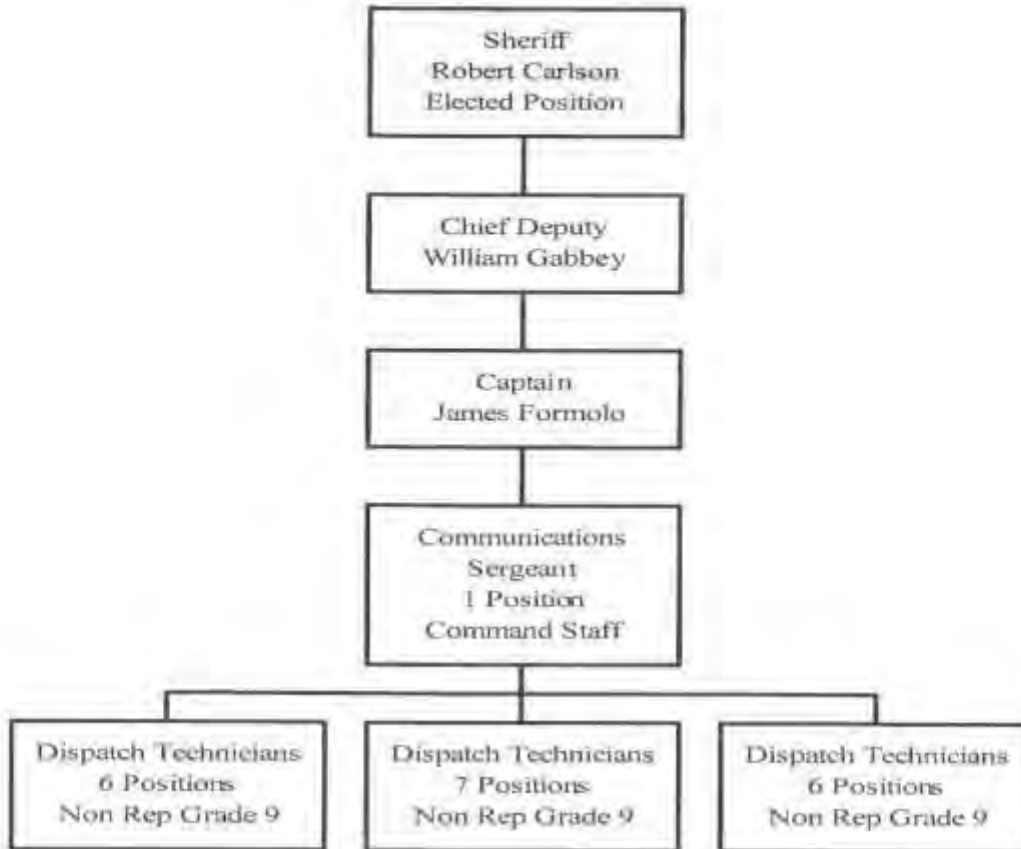 Sheriff
Robert Carlson
Elected Position
Chief Deputy
William Gabbey
Captain
James Formolo
Communications
Sergeant
1 Position
Command Staff
Dispatch Technicians
6 Positions
Non Rep Grade 9
Dispatch Technicians
7 Positions
Non Rep Grade 9
Dispatch Technicians
6 Positions
Non Rep Grade 9